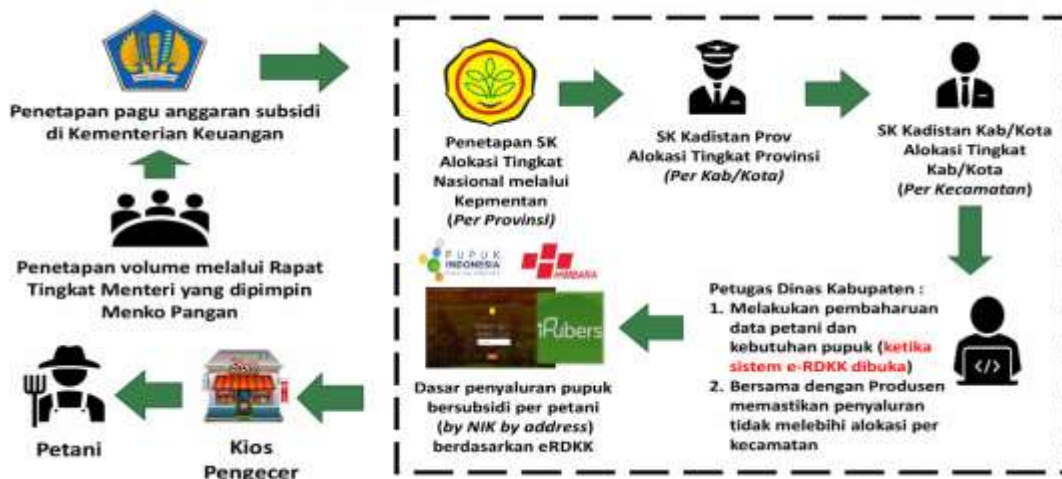 Penetapan pagu anggaran subsidi
di Kementerian Keuangan
Penetapan volume melalui Rapat
Tingkat Menteri yang dipimpin
Menko Pangan
Penetapan SK
Alokasi Tingkat
Nasional melalui
Kepmentan
(Per Provinsi)
SK Kadistan Prov
Alokasi Tingkat Provinsi
(Per Kab/Kota)
SK Kadistan Kab/Kota
Alokasi Tingkat
Kab/Kota
(Per Kecamatan)
Petugas Dinas Kabupaten :
1. Melakukan pembaharuan
data petani dan
kebutuhan pupuk (ketika
sistem e-RDKK dibuka)
2. Bersama dengan Produsen
memastikan penyaluran
tidak melebihi alokasi per
kecamatan
</>
PUPUK
INDONESIA
HIMBARA
iPubers
Dasar penyaluran pupuk
bersubsidi per petani
(by NIK by address)
berdasarkan eRDKK
Kios
Pengecer
Petani